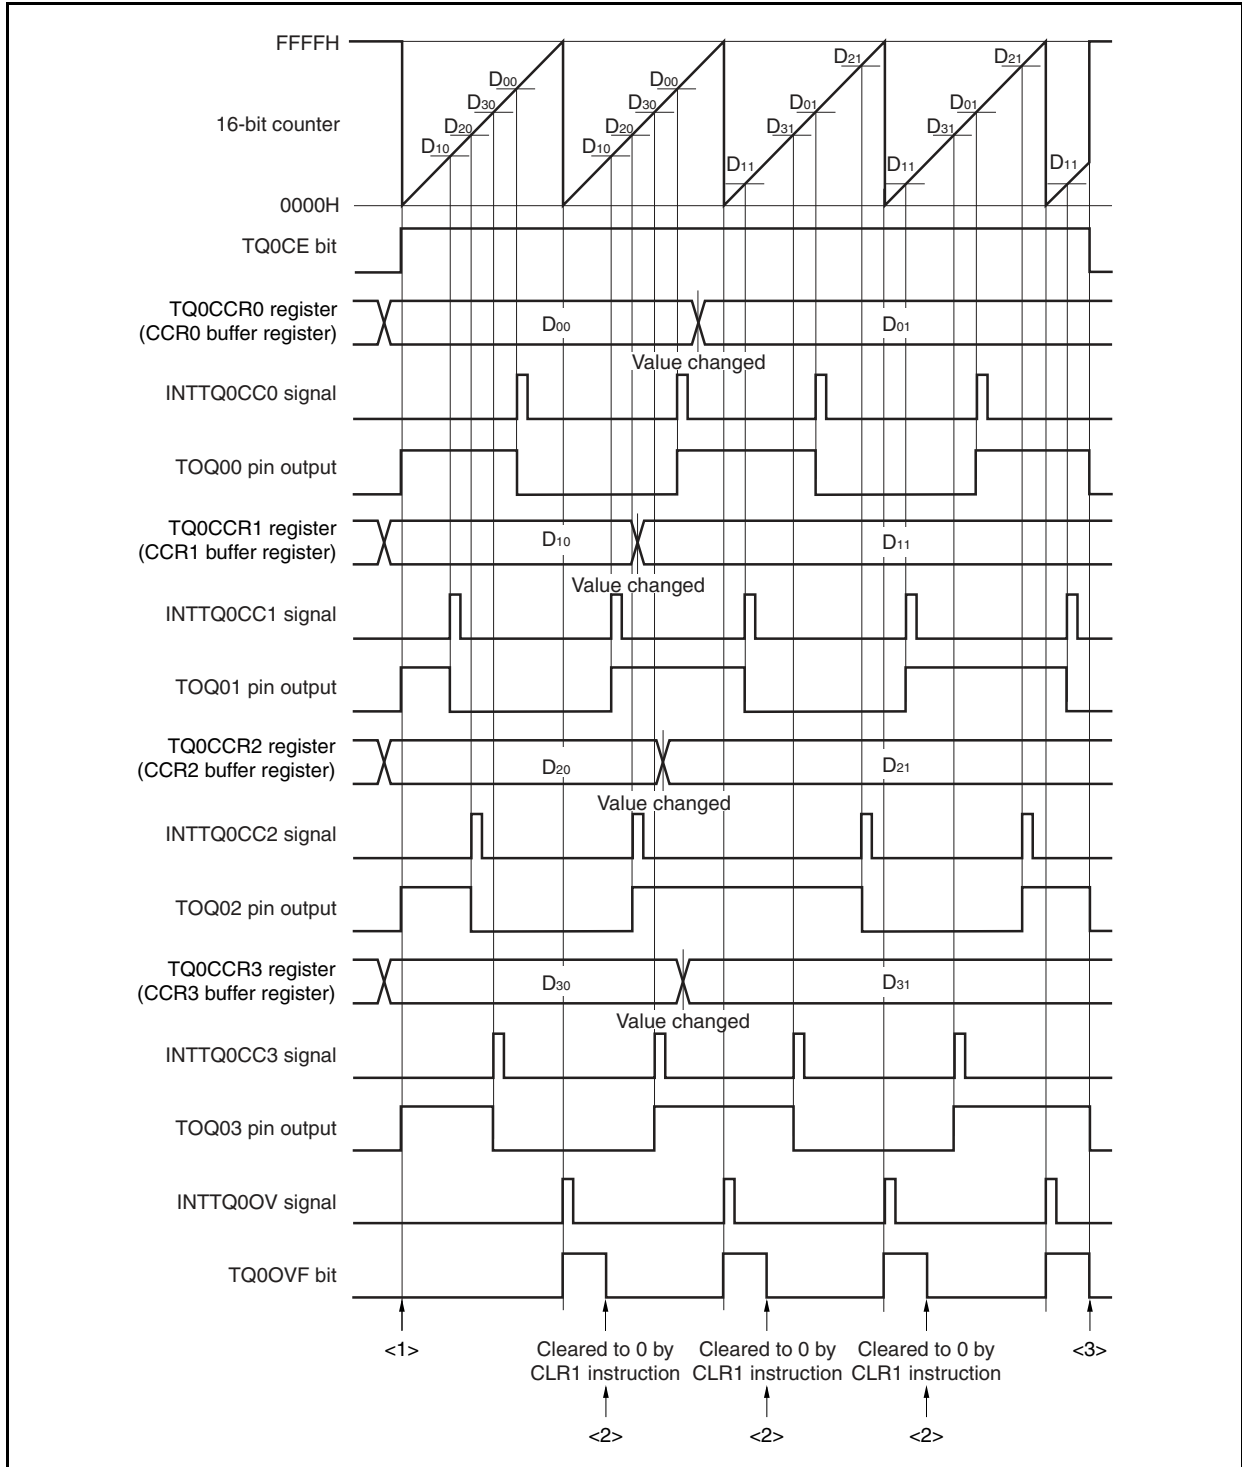 FFFFH
16-bit counter
0000H
D10 D20 D30 D00
D10 D20 D30 D00
D11 D31 D01 D21
D11 D31 D01 D21
D11
TQ0CE bit
TQ0CCR0 register
(CCR0 buffer register)
D00
D01
Value changed
INTTQ0CC0 signal
TOQ00 pin output
TQ0CCR1 register
(CCR1 buffer register)
D10
D11
Value changed
INTTQ0CC1 signal
TOQ01 pin output
TQ0CCR2 register
(CCR2 buffer register)
D20
D21
Value changed
INTTQ0CC2 signal
TOQ02 pin output
TQ0CCR3 register
(CCR3 buffer register)
D30
D31
Value changed
INTTQ0CC3 signal
TOQ03 pin output
INTTQ0OV signal
TQ0OVF bit
<1>
Cleared to 0 by
CLR1 instruction
<2>
Cleared to 0 by
CLR1 instruction
<2>
Cleared to 0 by
CLR1 instruction
<2>
<3>